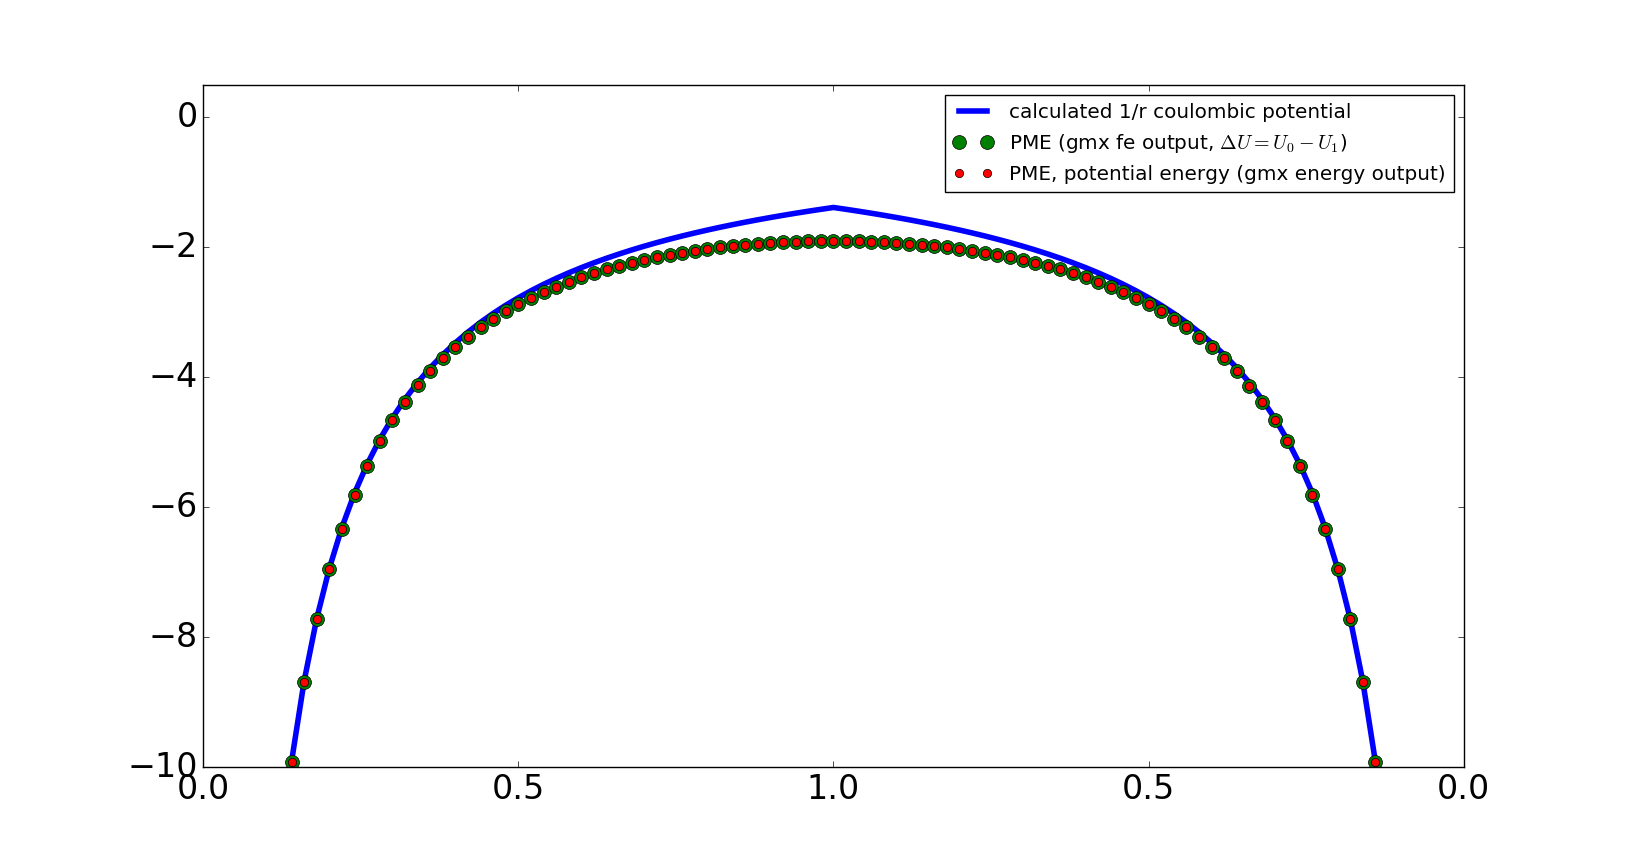 calculated 1/r coulombic potential
PME (gmx fe output, ΔU = U₀ − U₁)
PME, potential energy (gmx energy output)
0
−2
−4
−6
−8
−10
0.0 0.5 1.0 0.5 0.0